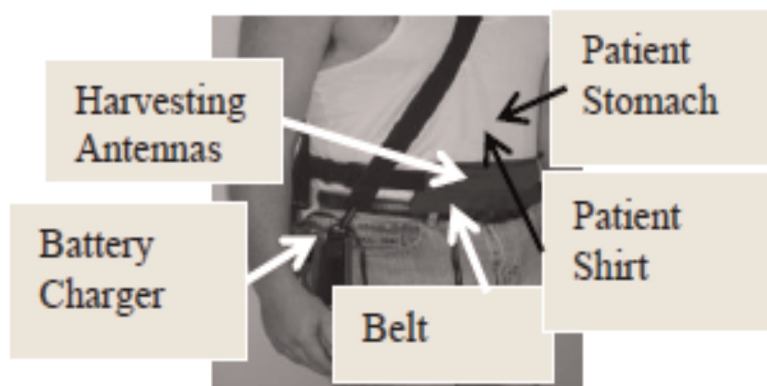 Patient
Stomach
Harvesting
Antennas
Patient
Shirt
Battery
Charger
Belt